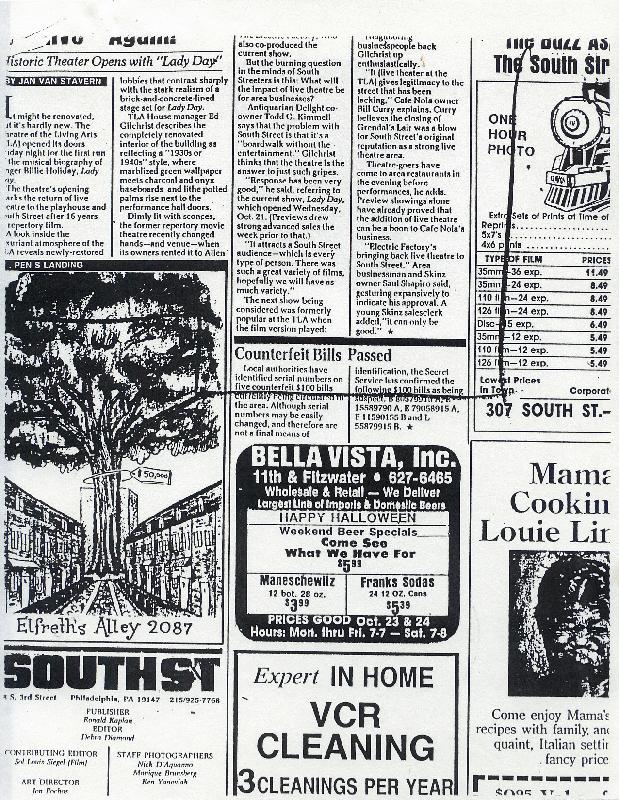 Historic Theater Opens with "Lady Day"
BY JAN VAN STAVERN
t might be renovated,
it's hardly new. The
heatre of the Living Arts
TLA) opened its doors
day night for the first run
the musical biography of
nger Billie Holiday, Lady
The theatre's opening
arks the return of live
eatre to the playhouse and
outh Street after 16 years
repertory film.
A look inside the
xuriant atmosphere of the
LA reveals newly-restored
lobbies that contrast sharply
with the stark realism of a
brick-and-concrete-lined
stage set for Lady Day.
TLA House manager Ed
Gilchrist describes the
completely renovated
interior of the building as
reflecting a "1930s or
1940s" style, where
marbled green wallpaper
meets charcoal and onyx
baseboards and lithe potted
palms rise next to the
performance hall doors.
Dimly lit with sconces,
the former repertory movie
theatre recently changed
hands—and venue—when
its owners rented it to Allen
also co-produced the
current show.
But the burning question
in the minds of South
Streeters is this: What will
the impact of live theatre be
for area businesses?
Antiquarian Delight co-
owner Todd G. Kimmell
says that the problem with
South Street is that it's a
"boardwalk without the
entertainment." Gilchrist
thinks that the theatre is the
answer to just such gripes.
"Response has been very
good," he said, referring to
the current show, Lady Day,
which opened Wednesday,
Oct. 21. (Previews drew
strong advanced sales the
week prior to that.)
"It attracts a South Street
audience—which is every
type of person. There was
such a great variety of films,
hopefully we will have as
much variety."
The next show being
considered was formerly
popular at the TLA when
the film version played:
businesspeople back
Gilchrist up
enthusiastically.
"It (live theater at the
TLA) gives legitimacy to the
street that has been
lacking," Cafe Nola owner
Bill Curry explains. Curry
believes the closing of
Grendal's Lair was a blow
for South Street's original
reputation as a strong live
theatre area.
Theatre-goers have
come to area restaurants in
the evening before
performances, he adds.
Preview showings alone
have already proved that
the addition of live theatre
can be a boon to Cafe Nola's
business.
"Electric Factory's
bringing back live theatre to
South Street." Area
businessman and Skinz
owner Saul Shapiro said,
gesturing expansively to
indicate his approval. A
young Skinz salesclerk
added, "it can only be
good." ★
Counterfeit Bills Passed
Local authorities have
identified serial numbers on
five counterfeit $100 bills
currently being circulated in
the area. Although serial
numbers may be easily
changed, and therefore are
not a final means of
identification, the Secret
Service has confirmed the
following $100 bills as being
15589790 A, E 79058915 A,
F 11590155 B and L
55879915 B. ★
PEN S LANDING
$50,000
Elfreth's Alley 2087
SOUTH ST
S. 3rd Street Philadelphia, PA 19147 215/925-7758
PUBLISHER
Ronald Kaplan
EDITOR
Debra Diamond
CONTRIBUTING EDITOR
Sol Louis Siegel (Film)
ART DIRECTOR
STAFF PHOTOGRAPHERS
Nick D'Aquanno
Monique Brunsberg
Ken Yanoviak
BELLA VISTA, Inc.
11th & Fitzwater • 627-6465
Wholesale & Retail — We Deliver
Largest Line of Imports & Domestic Beers
HAPPY HALLOWEEN
Weekend Beer Specials
Come See
What We Have For
$5.99
Maneschewitz
12 bot. 28 oz.
$3.99
Franks Sodas
24 12 OZ. Cans
$5.39
PRICES GOOD Oct. 23 & 24
Hours: Mon. thru Fri. 7-7 — Sat. 7-8
Expert IN HOME
VCR
CLEANING
3 CLEANINGS PER YEAR
The South Str
ONE
HOUR
PHOTO
Extra Sets of Prints at Time of
Reprints
5x7's
4x6 prints
TYPE OF FILM PRICES
35mm—36 exp. 11.49
35mm—24 exp. 8.49
110 film—24 exp. 8.49
126 film—24 exp. 8.49
Disc—15 exp. 6.49
35mm—12 exp. 5.49
110 film—12 exp. 5.49
126 film—12 exp. 5.49
Lowest Prices
In Town. Corporat
307 SOUTH ST.—
Mama
Cookin
Louie Lin
Come enjoy Mama's
recipes with family, and
quaint, Italian settin
fancy price